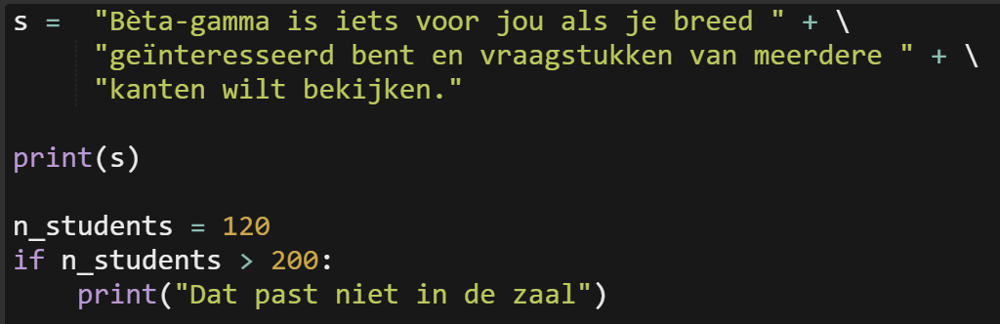 s =  "Bèta-gamma is iets voor jou als je breed " + \
     "geïnteresseerd bent en vraagstukken van meerdere " + \
     "kanten wilt bekijken."
print(s)
n_students = 120
if n_students > 200:
    print("Dat past niet in de zaal")